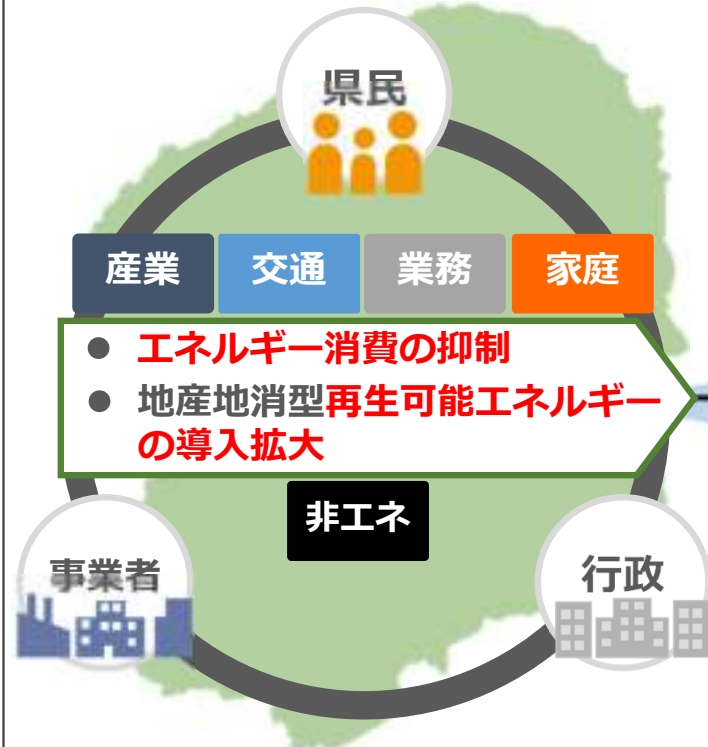 県民
産業
交通
業務
家庭
● エネルギー消費の抑制
● 地産地消型再生可能エネルギー
の導入拡大
非エネ
事業者
行政